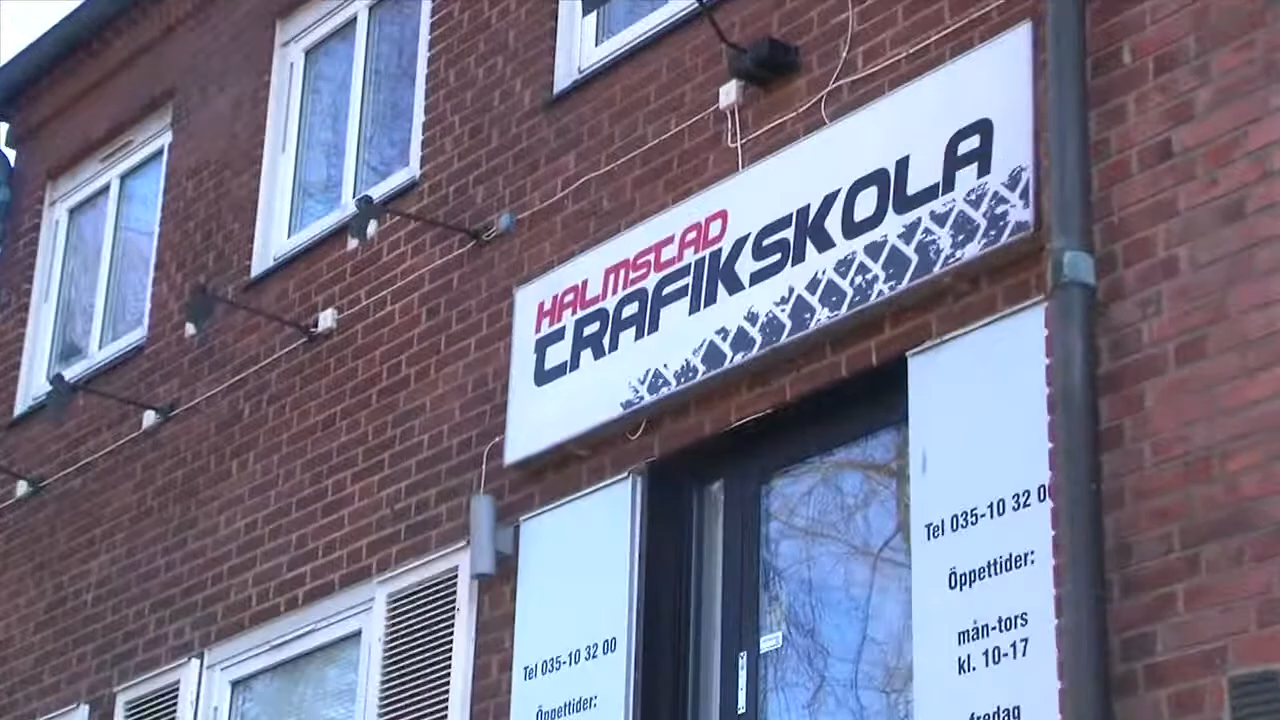 HALMSTAD
TRAFIKSKOLA
Tel 035-10 32 00
Öppettider:
mån-tors
kl. 10-17
fredag
Tel 035-10 32 00
Öppettider: